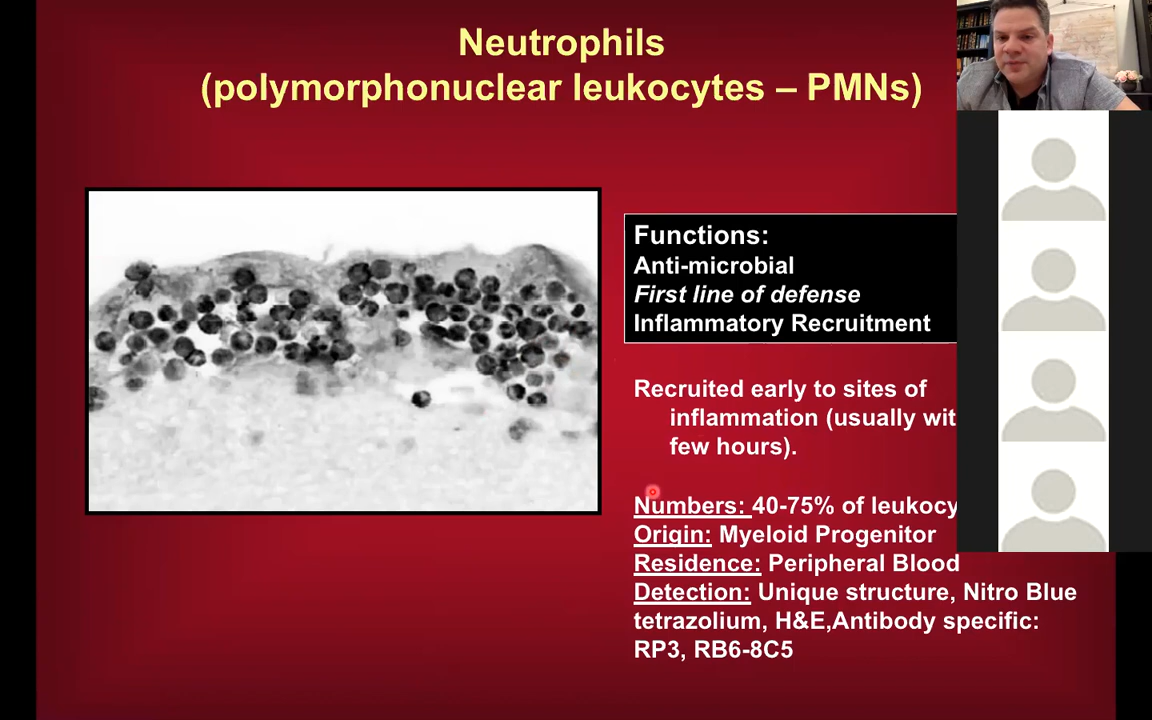 Neutrophils
(polymorphonuclear leukocytes – PMNs)
Functions:
Anti-microbial
First line of defense
Inflammatory Recruitment
Recruited early to sites of
inflammation (usually wit
few hours).
Numbers: 40-75% of leukocy
Origin: Myeloid Progenitor
Residence: Peripheral Blood
Detection: Unique structure, Nitro Blue
tetrazolium, H&E,Antibody specific:
RP3, RB6-8C5